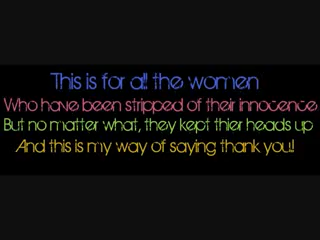 This is for all the women
Who have been stripped of their innocence
But no matter what, they kept thier heads up
And this is my way of saying thank you!!